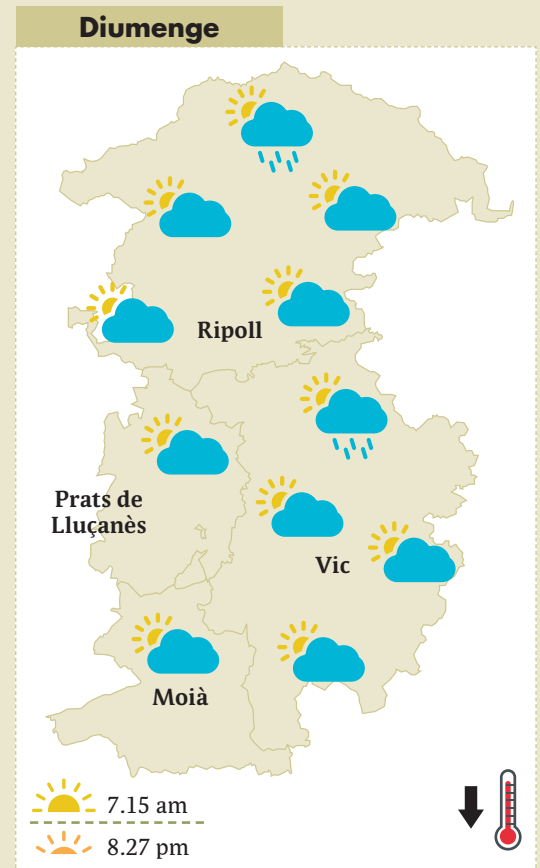 Diumenge
Ripoll
Prats de
Lluçanès
Vic
Moià
7.15 am
8.27 pm